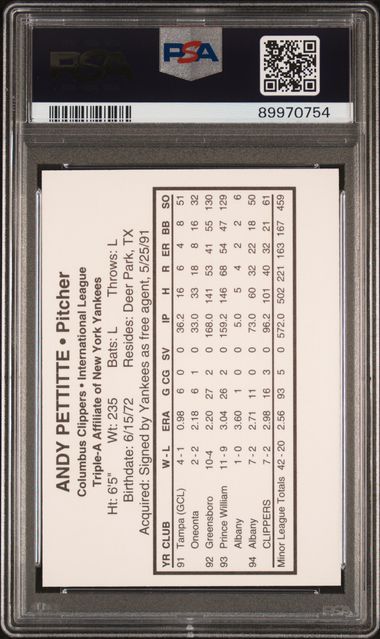 PSA
PSA
89970754
ANDY PETTITTE • Pitcher
Columbus Clippers • International League
Triple-A Affiliate of New York Yankees
Ht: 6'5" Wt: 235 Bats: L Throws: L
Birthdate: 6/15/72 Resides: Deer Park, TX
Acquired: Signed by Yankees as free agent, 5/25/91
YR CLUB W - L ERA G CG SV IP H R ER BB SO
91 Tampa (GCL) 4 - 1 0.98 6 0 0 36.2 16 6 4 8 51
Oneonta 2 - 2 2.18 6 1 0 33.0 33 18 8 16 32
92 Greensboro 10-4 2.20 27 2 0 168.0 141 53 41 55 130
93 Prince William 11 - 9 3.04 26 2 0 159.2 146 68 54 47 129
Albany 1 - 0 3.60 1 0 0 5.0 5 4 2 2 6
94 Albany 7 - 2 2.71 11 0 0 73.0 60 32 22 18 50
CLIPPERS 7 - 2 2.98 16 3 0 96.2 101 40 32 21 61
Minor League Totals 42 - 20 2.56 93 5 0 572.0 502 221 163 167 459